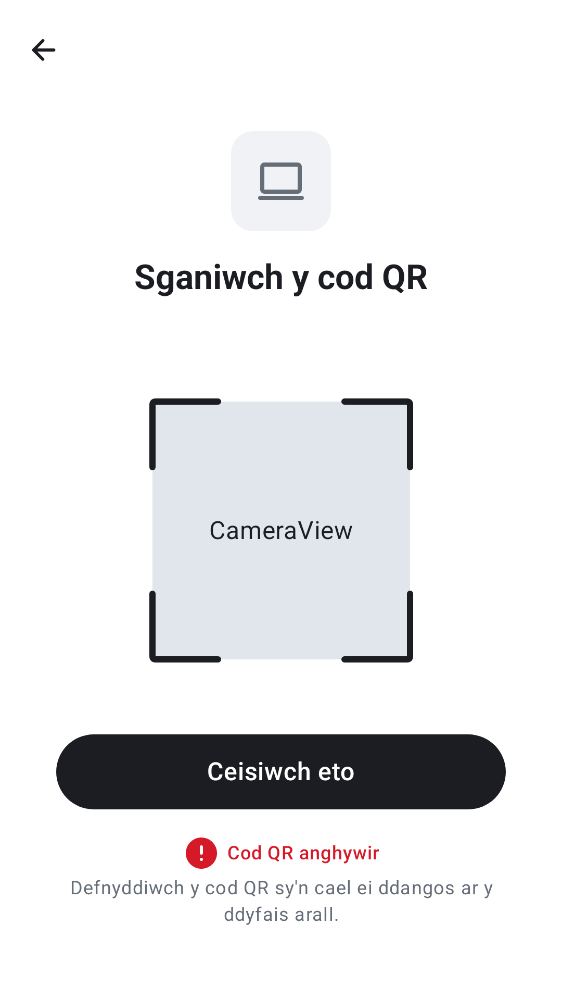 Sganiwch y cod QR
CameraView
Ceisiwch eto
Cod QR anghywir
Defnyddiwch y cod QR sy'n cael ei ddangos ar y
ddyfais arall.